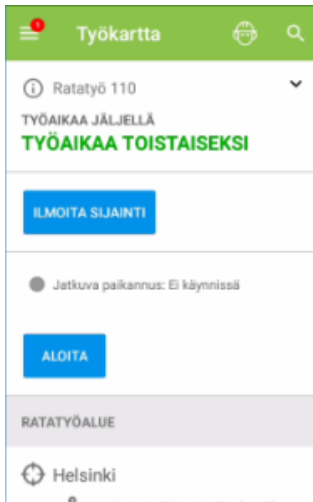 Työkartta
Ratatyö 110
TYÖAIKAA JÄLJELLÄ
TYÖAIKAA TOISTAISEKSI
ILMOITA SIJAINTI
Jatkuva paikannus: Ei käynnissä
ALOITA
RATATYÖALUE
Helsinki